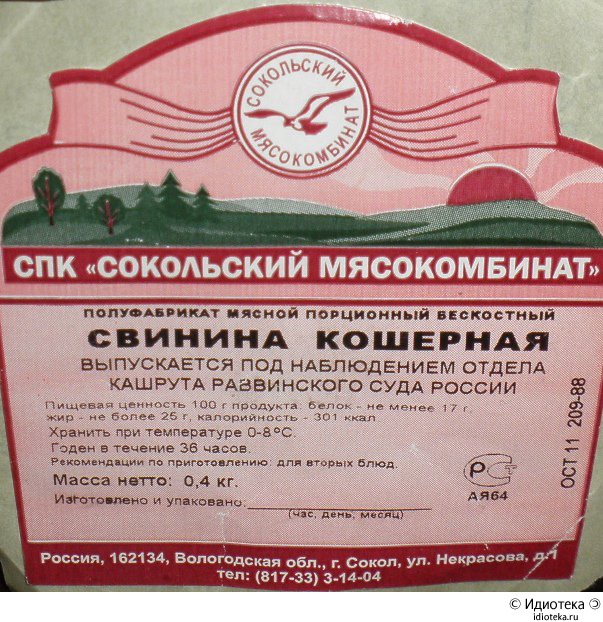 СОКОЛЬСКИЙ
МЯСОКОМБИНАТ
СПК «СОКОЛЬСКИЙ МЯСОКОМБИНАТ»
ПОЛУФАБРИКАТ МЯСНОЙ ПОРЦИОННЫЙ БЕСКОСТНЫЙ
СВИНИНА КОШЕРНАЯ
ВЫПУСКАЕТСЯ ПОД НАБЛЮДЕНИЕМ ОТДЕЛА
КАШРУТА РАВВИНСКОГО СУДА РОССИИ
Пищевая ценность 100 г продукта: белок - не менее 17 г,
жир - не более 25 г, калорийность - 301 ккал
Хранить при температуре 0-8°С.
Годен в течение 36 часов.
Рекомендации по приготовлению: для вторых блюд.
Масса нетто: 0,4 кг.
Изготовлено и упаковано:
(час, день, месяц)
РСТ
АЯ64
ОСТ 11 209-88
Россия, 162134, Вологодская обл., г. Сокол, ул. Некрасова, д.1
тел: (817-33) 3-14-04
© Идиотека
idioteka.ru